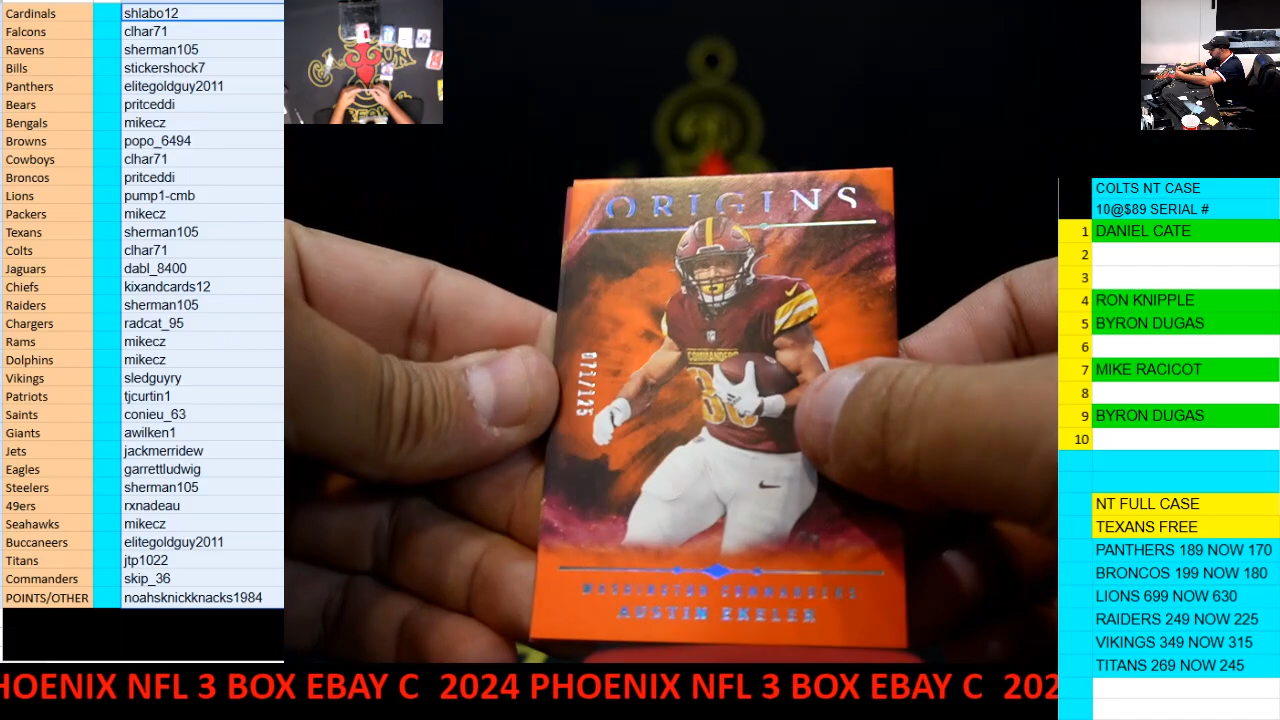 Cardinals shlabo12
Falcons clhar71
Ravens sherman105
Bills stickershock7
Panthers elitegoldguy2011
Bears pritceddi
Bengals mikecz
Browns popo_6494
Cowboys clhar71
Broncos pritceddi
Lions pump1-cmb
Packers mikecz
Texans sherman105
Colts clhar71
Jaguars dabl_8400
Chiefs kixandcards12
Raiders sherman105
Chargers radcat_95
Rams mikecz
Dolphins mikecz
Vikings sledguyry
Patriots tjcurtin1
Saints conieu_63
Giants awilken1
Jets jackmerridew
Eagles garrettludwig
Steelers sherman105
49ers rxnadeau
Seahawks mikecz
Buccaneers elitegoldguy2011
Titans jtp1022
Commanders skip_36
POINTS/OTHER noahsknickknacks1984
ORIGINS
071/125
COMMANDERS
WASHINGTON COMMANDERS
AUSTIN EKELER
COLTS NT CASE
10@$89 SERIAL #
1 DANIEL CATE
2
3
4 RON KNIPPLE
5 BYRON DUGAS
6
7 MIKE RACICOT
8
9 BYRON DUGAS
10
NT FULL CASE
TEXANS FREE
PANTHERS 189 NOW 170
BRONCOS 199 NOW 180
LIONS 699 NOW 630
RAIDERS 249 NOW 225
VIKINGS 349 NOW 315
TITANS 269 NOW 245
HOENIX NFL 3 BOX EBAY C 2024 PHOENIX NFL 3 BOX EBAY C 202